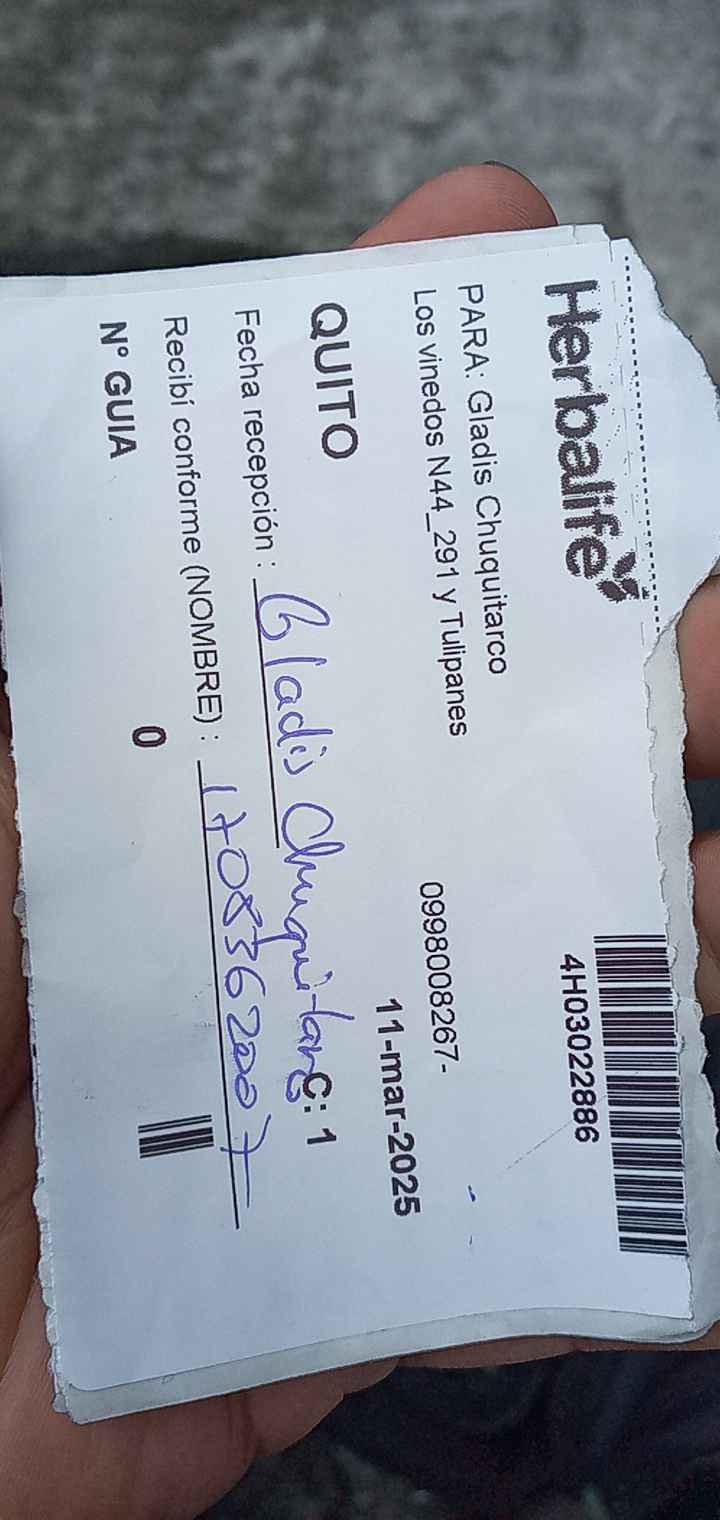 Herbalife
4H03022886
PARA: Gladis Chuquitarco
Los vinedos N44_291 y Tulipanes 0998008267-
11-mar-2025
QUITO C: 1
Fecha recepción : Gladis Chuquitarco
Recibí conforme (NOMBRE) : 1708362007
N° GUIA 0